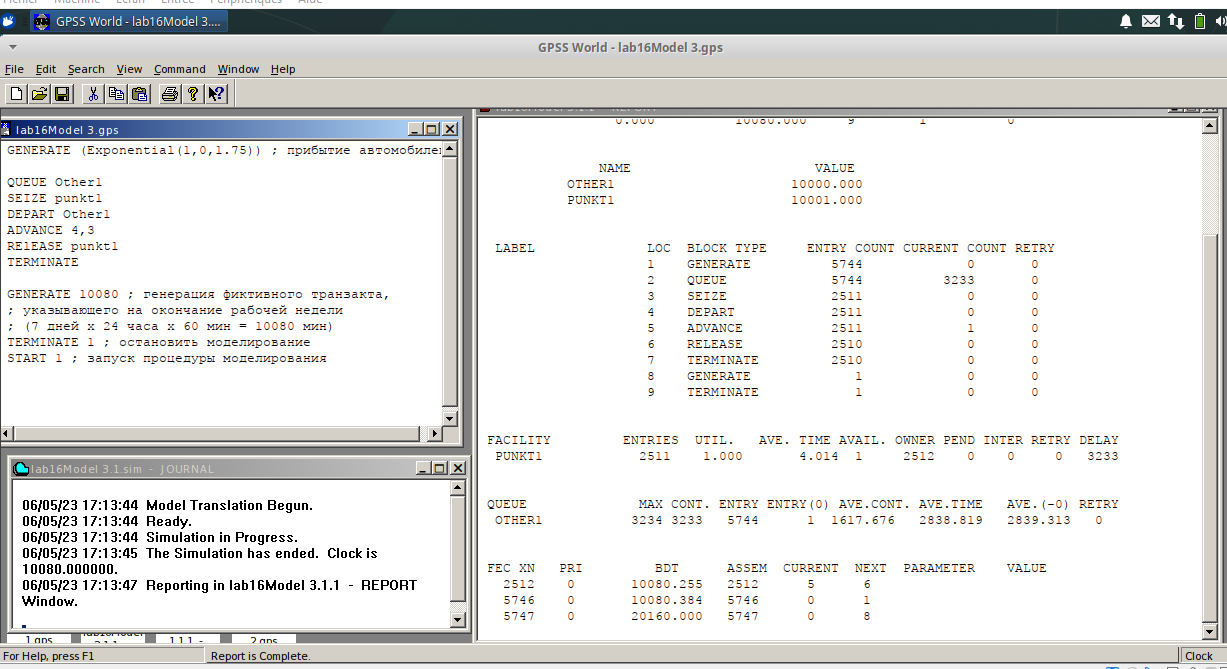 GPSS World - lab16Model 3....
GPSS World - lab16Model 3.gps
File Edit Search View Command Window Help
lab16Model 3.gps
GENERATE (Exponential(1,0,1.75)) ; прибытие автомобилей
QUEUE Other1
SEIZE punkt1
DEPART Other1
ADVANCE 4,3
RElEASE punkt1
TERMINATE
GENERATE 10080 ; генерация фиктивного транзакта,
; указывающего на окончание рабочей недели
; (7 дней x 24 часа x 60 мин = 10080 мин)
TERMINATE 1 ; остановить моделирование
START 1 ; запуск процедуры моделирования
lab16Model 3.1.sim - JOURNAL
06/05/23 17:13:44 Model Translation Begun.
06/05/23 17:13:44 Ready.
06/05/23 17:13:44 Simulation in Progress.
06/05/23 17:13:45 The Simulation has ended. Clock is
10080.000000.
06/05/23 17:13:47 Reporting in lab16Model 3.1.1 - REPORT
Window.
0.000 10080.000 9 1 0
NAME VALUE
OTHER1 10000.000
PUNKT1 10001.000
LABEL LOC BLOCK TYPE ENTRY COUNT CURRENT COUNT RETRY
1 GENERATE 5744 0 0
2 QUEUE 5744 3233 0
3 SEIZE 2511 0 0
4 DEPART 2511 0 0
5 ADVANCE 2511 1 0
6 RELEASE 2510 0 0
7 TERMINATE 2510 0 0
8 GENERATE 1 0 0
9 TERMINATE 1 0 0
FACILITY ENTRIES UTIL. AVE. TIME AVAIL. OWNER PEND INTER RETRY DELAY
PUNKT1 2511 1.000 4.014 1 2512 0 0 0 3233
QUEUE MAX CONT. ENTRY ENTRY(0) AVE.CONT. AVE.TIME AVE.(-0) RETRY
OTHER1 3234 3233 5744 1 1617.676 2838.819 2839.313 0
FEC XN PRI BDT ASSEM CURRENT NEXT PARAMETER VALUE
2512 0 10080.255 2512 5 6
5746 0 10080.384 5746 0 1
5747 0 20160.000 5747 0 8
For Help, press F1 Report is Complete. Clock